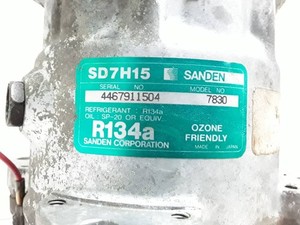 SD7H15 SANDEN
SERIAL NO. MODEL NO.
4467911504 7830
REFRIGERANT : R134a
OIL : SP-20 OR EQUIV.
R134a OZONE FRIENDLY
SANDEN CORPORATION MADE IN JAPAN